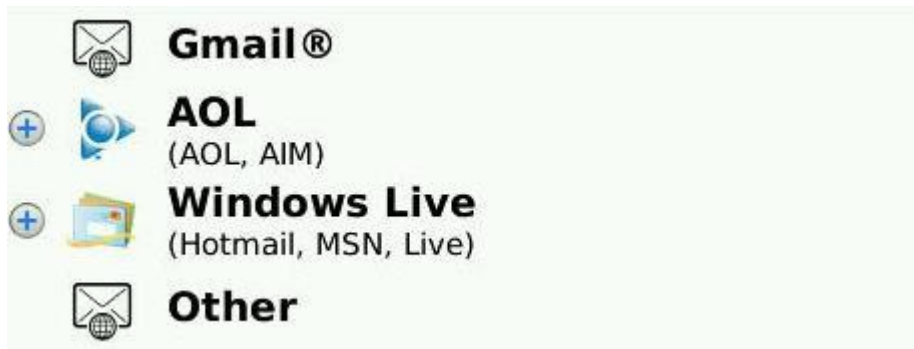 Gmail®
AOL
(AOL, AIM)
Windows Live
(Hotmail, MSN, Live)
Other